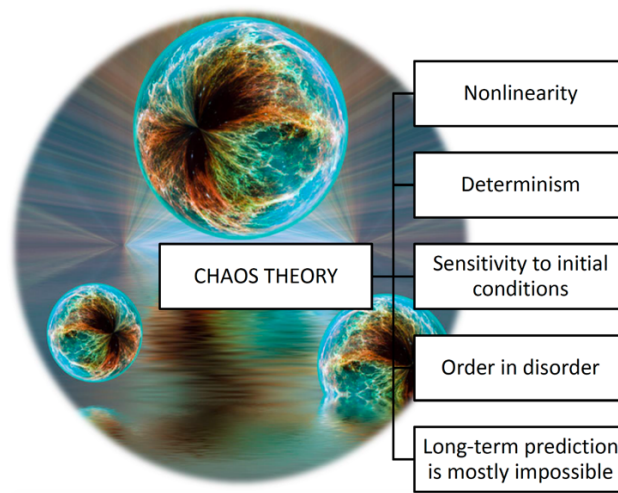 Nonlinearity
Determinism
CHAOS THEORY
Sensitivity to initial
conditions
Order in disorder
Long-term prediction
is mostly impossible